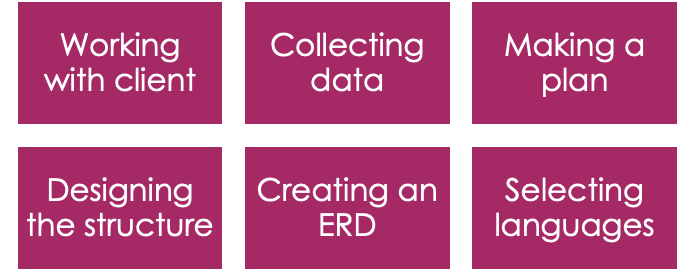 Working
with client
Collecting
data
Making a
plan
Designing
the structure
Creating an
ERD
Selecting
languages